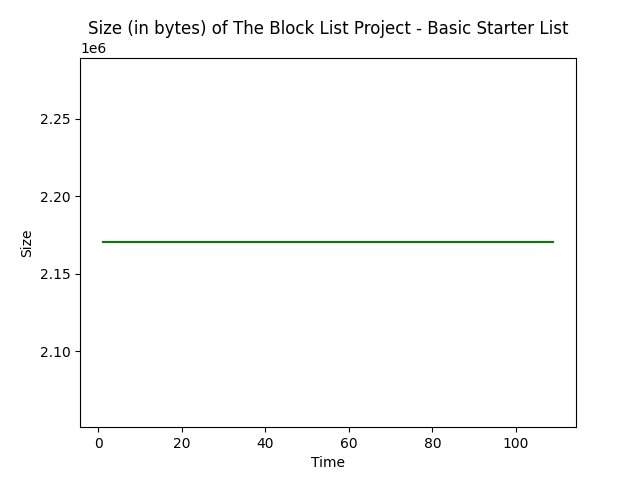 Size (in bytes) of The Block List Project - Basic Starter List
1e6
2.25
2.20
2.15
2.10
Size
0 20 40 60 80 100
Time